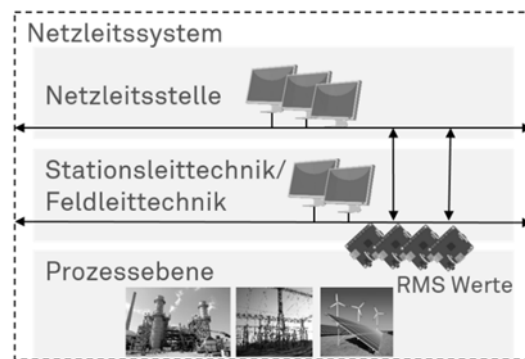 Netzleitssystem
Netzleitsstelle
Stationsleittechnik/
Feldleittechnik
Prozessebene
RMS Werte